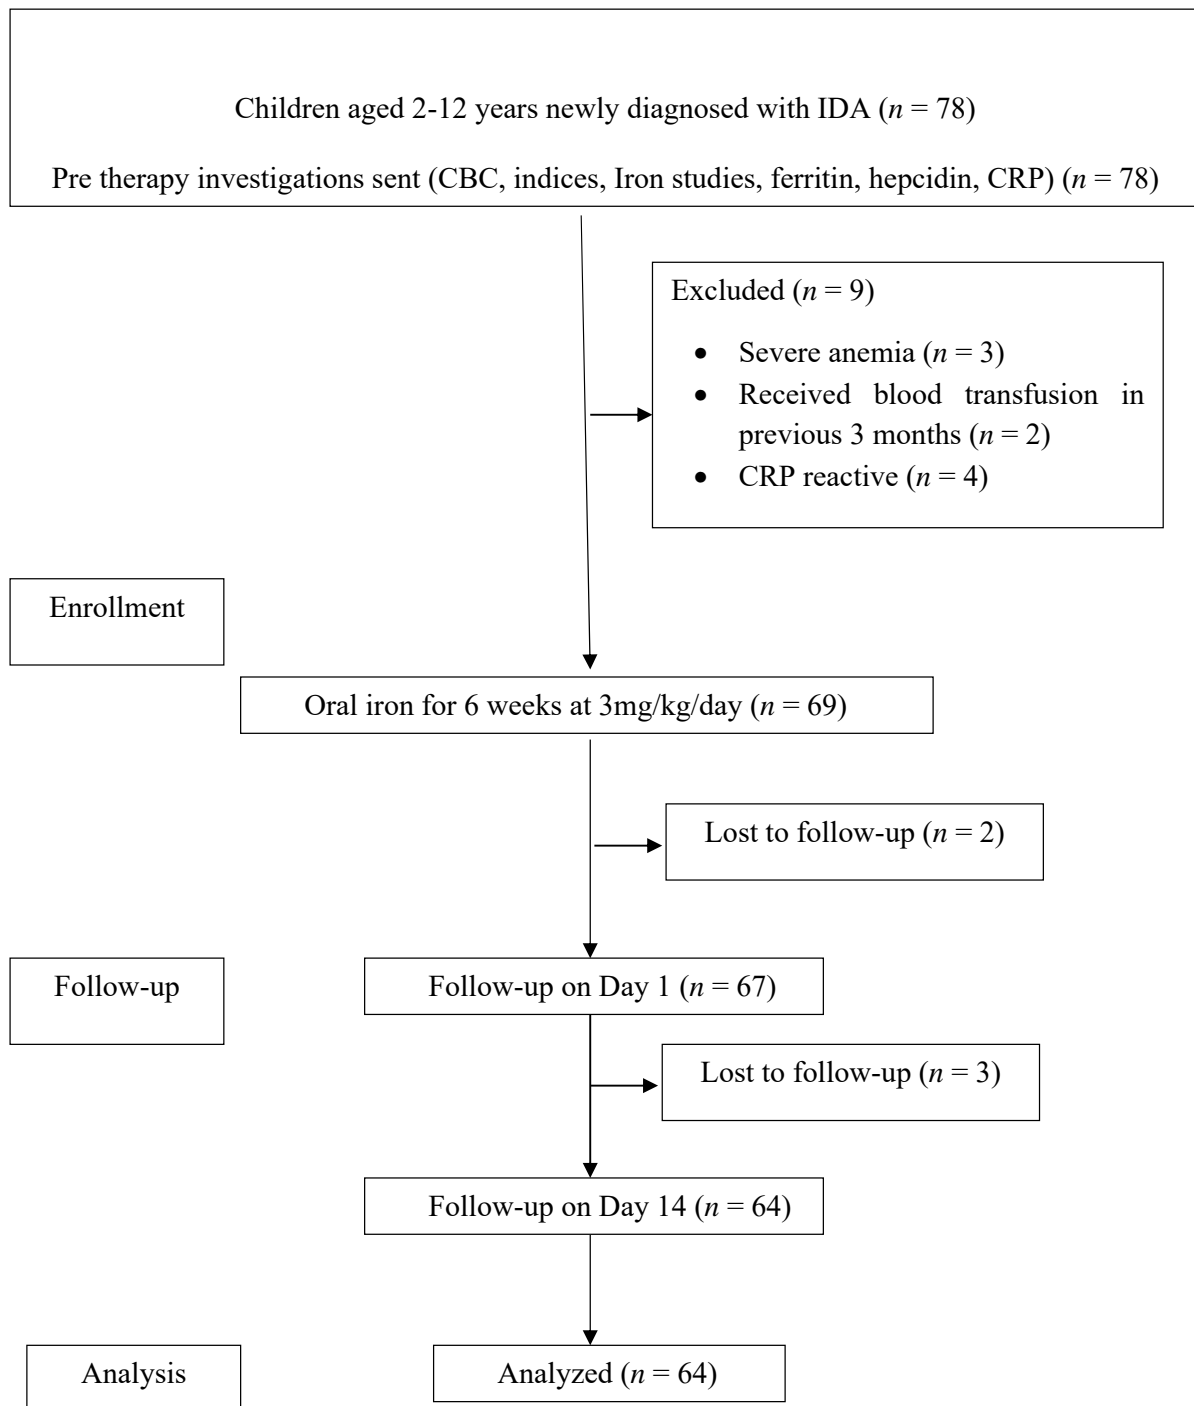 Children aged 2-12 years newly diagnosed with IDA (n = 78)
Pre therapy investigations sent (CBC, indices, Iron studies, ferritin, hepcidin, CRP) (n = 78)
Excluded (n = 9)
• Severe anemia (n = 3)
• Received blood transfusion in
previous 3 months (n = 2)
• CRP reactive (n = 4)
Enrollment
Oral iron for 6 weeks at 3mg/kg/day (n = 69)
Lost to follow-up (n = 2)
Follow-up
Follow-up on Day 1 (n = 67)
Lost to follow-up (n = 3)
Follow-up on Day 14 (n = 64)
Analysis
Analyzed (n = 64)